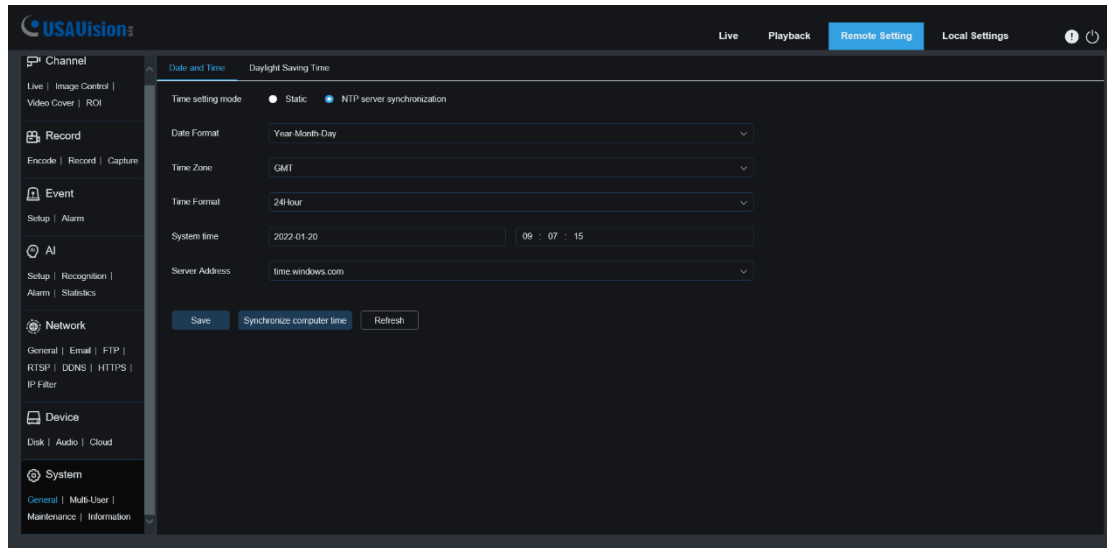 USAVision
Live Playback Remote Setting Local Settings
Channel
Live | Image Control |
Video Cover | ROI
Record
Encode | Record | Capture
Event
Setup | Alarm
AI
Setup | Recognition |
Alarm | Statistics
Network
General | Email | FTP |
RTSP | DDNS | HTTPS |
IP Filter
Device
Disk | Audio | Cloud
System
General | Multi-User |
Maintenance | Information
Date and Time Daylight Saving Time
Time setting mode Static NTP server synchronization
Date Format Year-Month-Day
Time Zone GMT
Time Format 24Hour
System time 2022-01-20 09 : 07 : 15
Server Address time.windows.com
Save Synchronize computer time Refresh